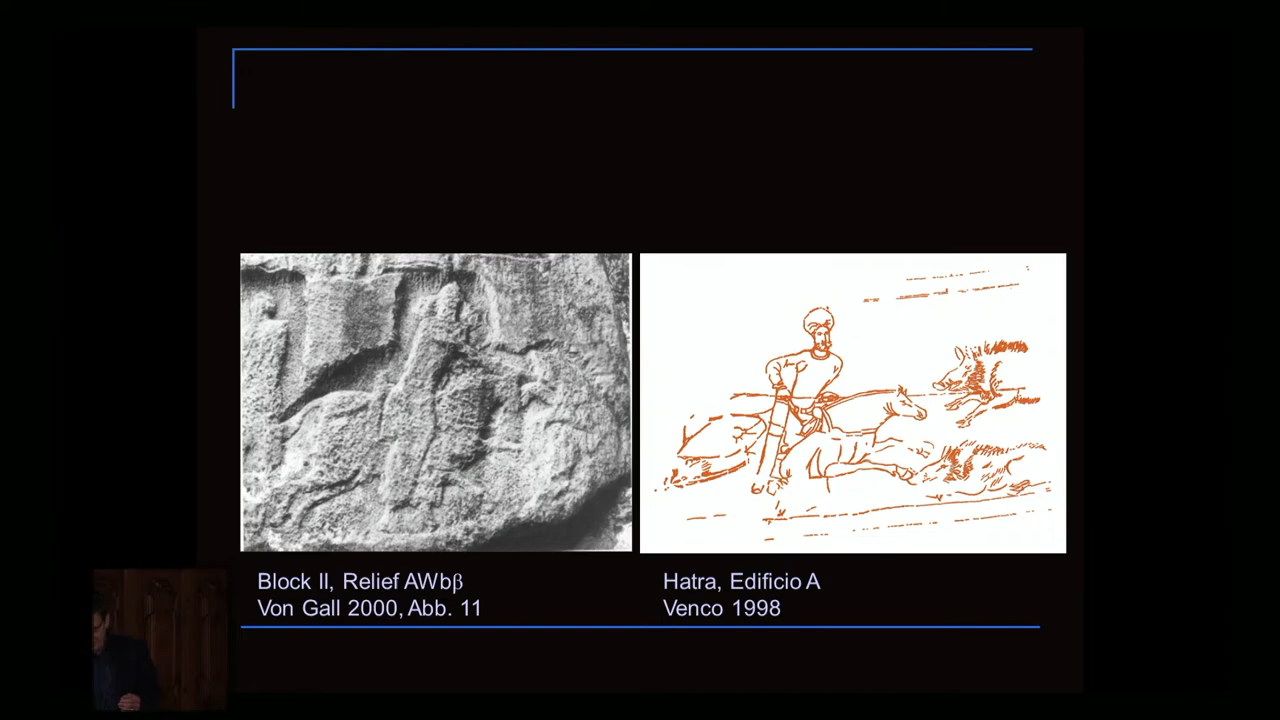 Block II, Relief AWbβ
Von Gall 2000, Abb. 11
Hatra, Edificio A
Venco 1998